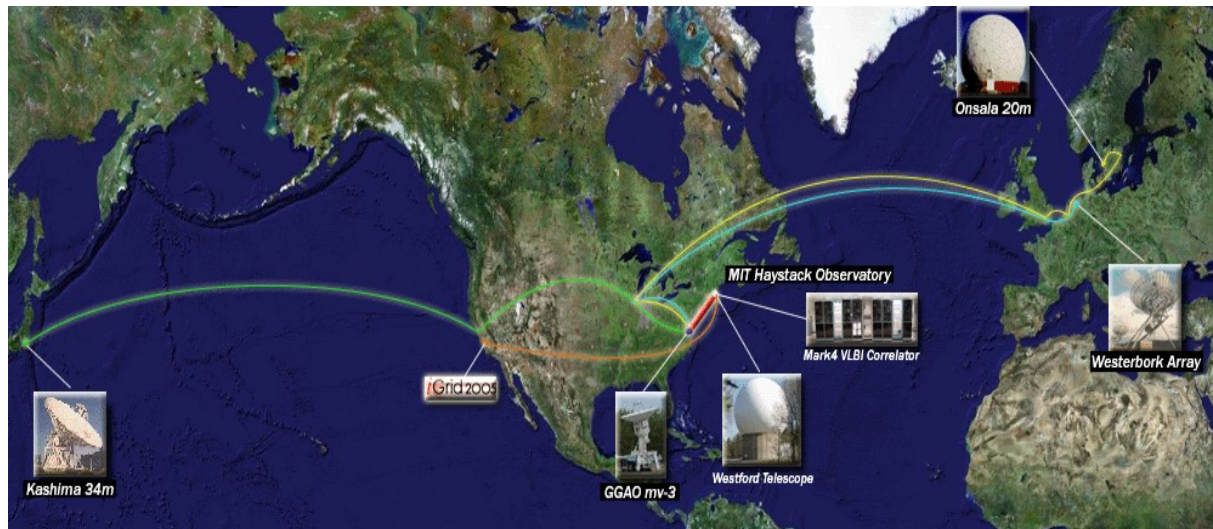 Onsala 20m
MIT Haystack Observatory
Mark4 VLBI Correlator
Westerbork Array
iGrid2005
Westford Telescope
GGAO mv-3
Kashima 34m